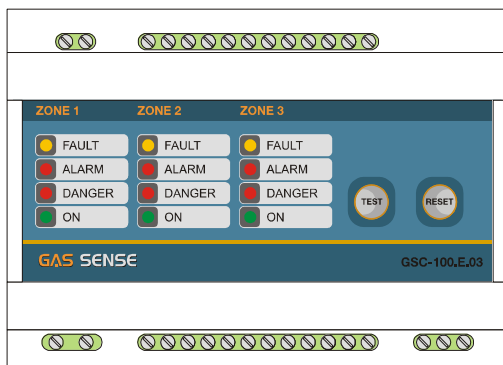 ZONE 1 ZONE 2 ZONE 3
FAULT FAULT FAULT
ALARM ALARM ALARM
DANGER DANGER DANGER
ON ON ON
TEST RESET
GAS SENSE GSC-100.E.03